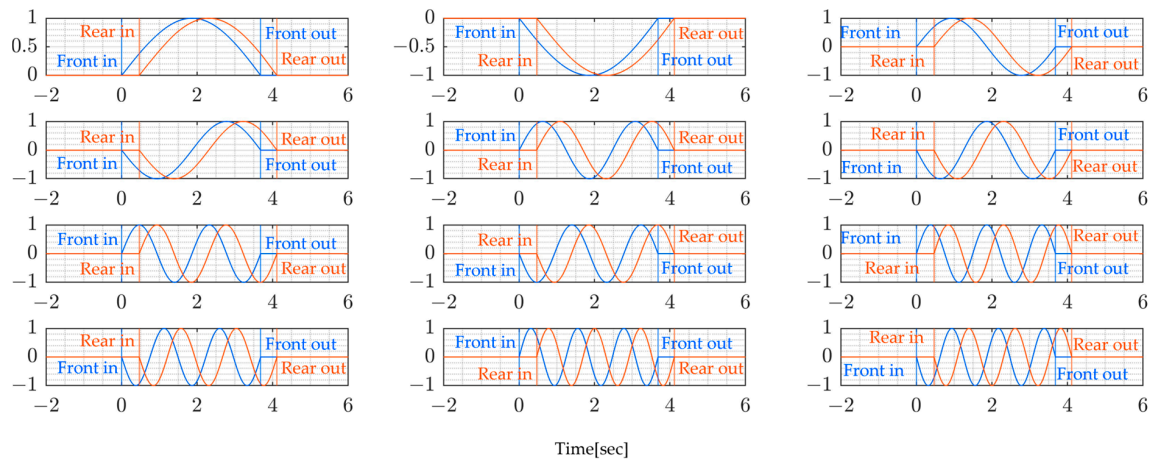 1 0 1
Rear in Front out Front in Rear out Front in Front out
0.5 −0.5 0
Front in Rear out Rear in Front out Rear in Rear out
0 −1 −1
−2 0 2 4 6 −2 0 2 4 6 −2 0 2 4 6
1 1 1
Rear in Rear out Front in Rear out Rear in Front out
0 0 0
Front in Front out Rear in Front out Front in Rear out
−1 −1 −1
−2 0 2 4 6 −2 0 2 4 6 −2 0 2 4 6
1 1 1
Front in Front out Rear in Rear out Front in Rear out
0 0 0
Rear in Rear out Front in Front out Rear in Front out
−1 −1 −1
−2 0 2 4 6 −2 0 2 4 6 −2 0 2 4 6
1 1 1
Rear in Front out Front in Front out Rear in Rear out
0 0 0
Front in Rear out Rear in Rear out Front in Front out
−1 −1 −1
−2 0 2 4 6 −2 0 2 4 6 −2 0 2 4 6
Time[sec]